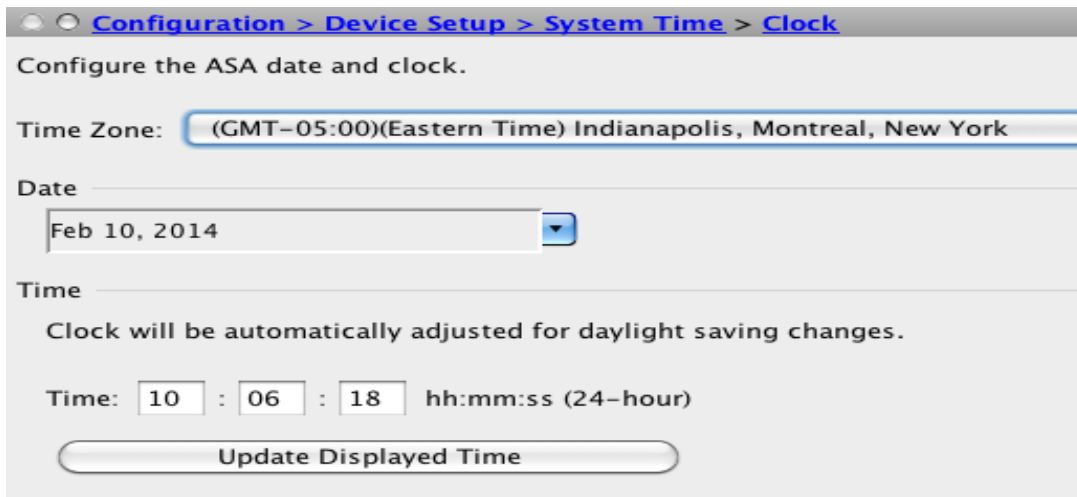 Configuration > Device Setup > System Time > Clock
Configure the ASA date and clock.
Time Zone: (GMT-05:00)(Eastern Time) Indianapolis, Montreal, New York
Date
Feb 10, 2014
Time
Clock will be automatically adjusted for daylight saving changes.
Time: 10 : 06 : 18 hh:mm:ss (24-hour)
Update Displayed Time